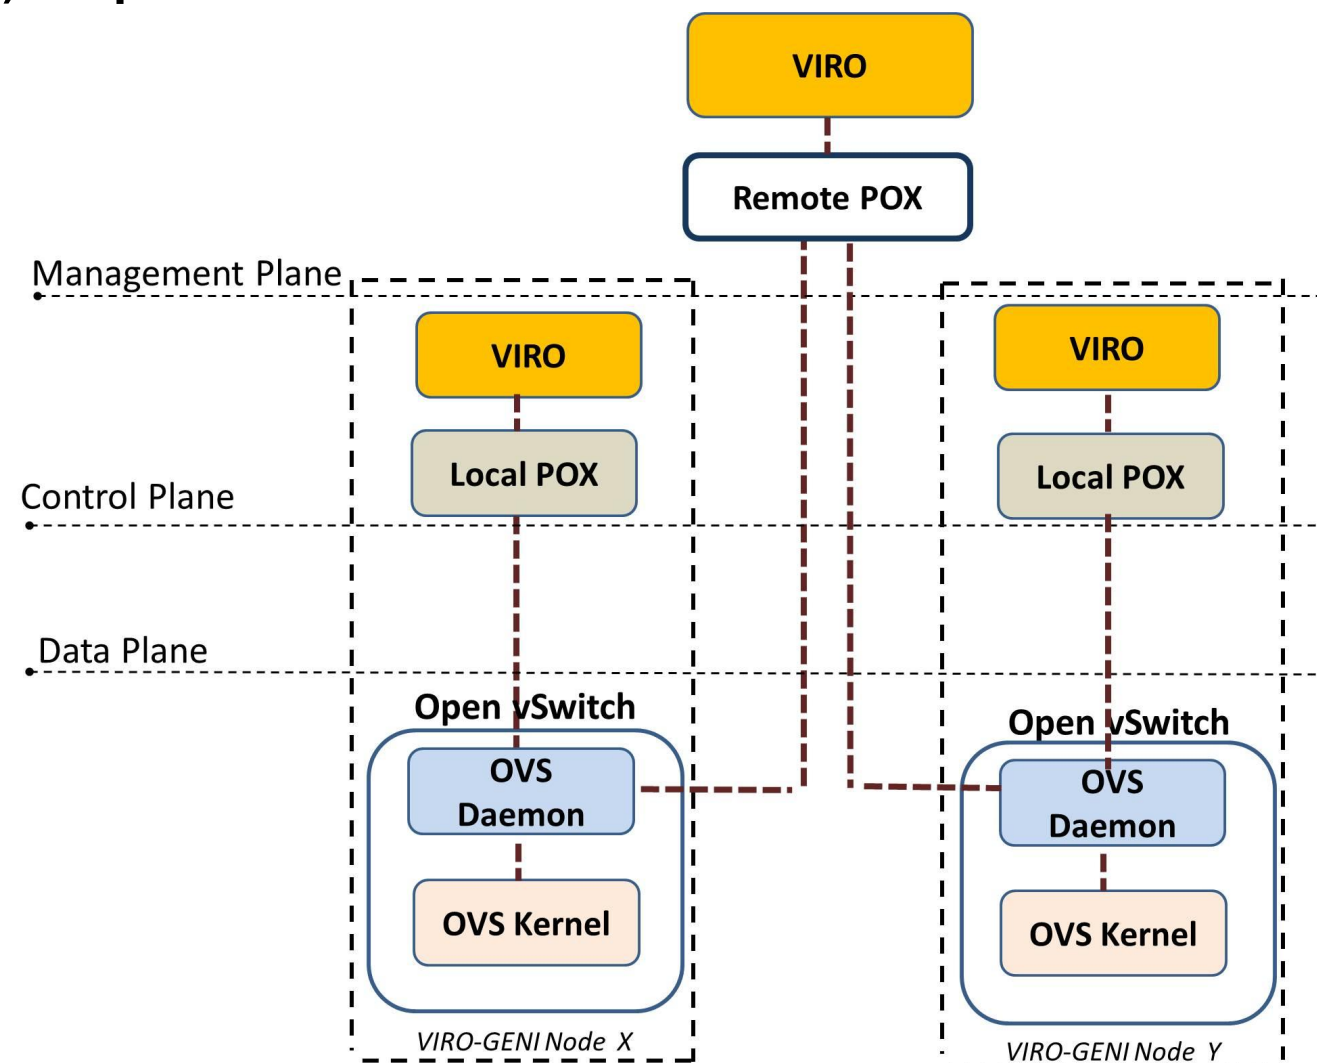 VIRO
Remote POX
Management Plane
VIRO
VIRO
Local POX
Local POX
Control Plane
Data Plane
Open vSwitch
Open vSwitch
OVS
Daemon
OVS
Daemon
OVS Kernel
OVS Kernel
VIRO-GENI Node X
VIRO-GENI Node Y